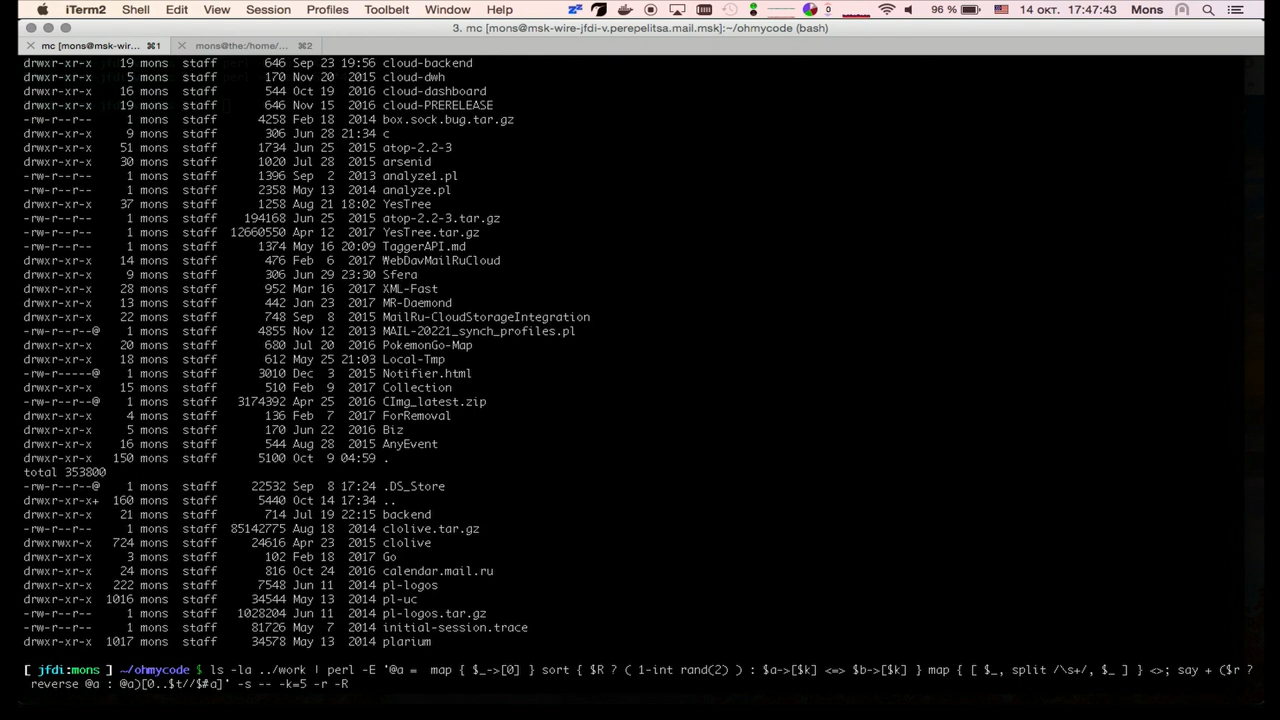 iTerm2 Shell Edit View Session Profiles Toolbelt Window Help 96 % 14 окт. 17:47:43 Mons
3. mc [mons@msk-wire-jfdi-v.perepelitsa.mail.msk]:~/ohmycode (bash)
mc [mons@msk-wir... ⌘1 mons@the:/home/... ⌘2
drwxr-xr-x 19 mons staff 646 Sep 23 19:56 cloud-backend
drwxr-xr-x 5 mons staff 170 Nov 20 2015 cloud-dwh
drwxr-xr-x 16 mons staff 544 Oct 19 2016 cloud-dashboard
drwxr-xr-x 19 mons staff 646 Nov 15 2016 cloud-PRERELEASE
-rw-r--r-- 1 mons staff 4258 Feb 18 2014 box.sock.bug.tar.gz
drwxr-xr-x 9 mons staff 306 Jun 28 21:34 c
drwxr-xr-x 51 mons staff 1734 Jun 25 2015 atop-2.2-3
drwxr-xr-x 30 mons staff 1020 Jul 28 2015 arsenid
-rw-r--r-- 1 mons staff 1396 Sep 2 2013 analyze1.pl
-rw-r--r-- 1 mons staff 2358 May 13 2014 analyze.pl
drwxr-xr-x 37 mons staff 1258 Aug 21 18:02 YesTree
-rw-r--r-- 1 mons staff 194168 Jun 25 2015 atop-2.2-3.tar.gz
-rw-r--r-- 1 mons staff 12660550 Apr 12 2017 YesTree.tar.gz
-rw-r--r-- 1 mons staff 1374 May 16 20:09 TaggerAPI.md
drwxr-xr-x 14 mons staff 476 Feb 6 2017 WebDavMailRuCloud
drwxr-xr-x 9 mons staff 306 Jun 29 23:30 Sfera
drwxr-xr-x 28 mons staff 952 Mar 16 2017 XML-Fast
drwxr-xr-x 13 mons staff 442 Jan 23 2017 MR-Daemond
drwxr-xr-x 22 mons staff 748 Sep 8 2015 MailRu-CloudStorageIntegration
-rw-r--r--@ 1 mons staff 4855 Nov 12 2013 MAIL-20221_synch_profiles.pl
drwxr-xr-x 20 mons staff 680 Jul 20 2016 PokemonGo-Map
drwxr-xr-x 18 mons staff 612 May 25 21:03 Local-Tmp
-rw-r-----@ 1 mons staff 3010 Dec 3 2015 Notifier.html
drwxr-xr-x 15 mons staff 510 Feb 9 2017 Collection
-rw-r--r--@ 1 mons staff 3174392 Apr 25 2016 CImg_latest.zip
drwxr-xr-x 4 mons staff 136 Feb 7 2017 ForRemoval
drwxr-xr-x 5 mons staff 170 Jun 22 2016 Biz
drwxr-xr-x 16 mons staff 544 Aug 28 2015 AnyEvent
drwxr-xr-x 150 mons staff 5100 Oct 9 04:59 .
total 353800
-rw-r--r--@ 1 mons staff 22532 Sep 8 17:24 .DS_Store
drwxr-xr-x+ 160 mons staff 5440 Oct 14 17:34 ..
drwxr-xr-x 21 mons staff 714 Jul 19 22:15 backend
-rw-r--r-- 1 mons staff 85142775 Aug 18 2014 clolive.tar.gz
drwxrwxr-x 724 mons staff 24616 Apr 23 2015 clolive
drwxr-xr-x 3 mons staff 102 Feb 18 2017 Go
drwxr-xr-x 24 mons staff 816 Oct 24 2016 calendar.mail.ru
drwxr-xr-x 222 mons staff 7548 Jun 11 2014 pl-logos
drwxr-xr-x 1016 mons staff 34544 May 13 2014 pl-uc
-rw-r--r-- 1 mons staff 1028204 Jun 11 2014 pl-logos.tar.gz
-rw-r--r-- 1 mons staff 81726 May 7 2014 initial-session.trace
drwxr-xr-x 1017 mons staff 34578 May 13 2014 plarium
[ jfdi:mons ] ~/ohmycode $ ls -la ../work | perl -E '@a = map { $_->[0] } sort { $R ? ( 1-int rand(2) ) : $a->[$k] <=> $b->[$k] } map { [ $_, split /\s+/, $_ ] } <>; say + ($r ?
reverse @a : @a)[0..$t//$#a]' -s -- -k=5 -r -R